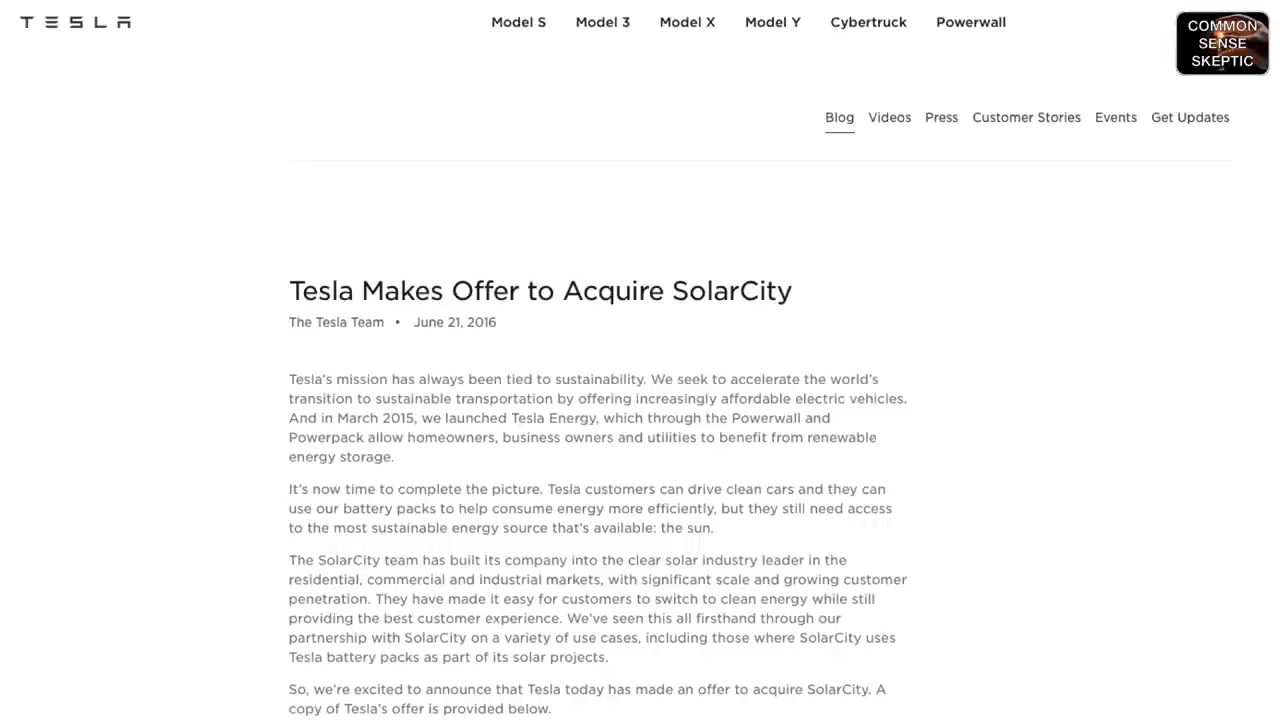 TESLA
Model S Model 3 Model X Model Y Cybertruck Powerwall
COMMON
SENSE
SKEPTIC
Blog Videos Press Customer Stories Events Get Updates
Tesla Makes Offer to Acquire SolarCity
The Tesla Team • June 21, 2016
Tesla's mission has always been tied to sustainability. We seek to accelerate the world's
transition to sustainable transportation by offering increasingly affordable electric vehicles.
And in March 2015, we launched Tesla Energy, which through the Powerwall and
Powerpack allow homeowners, business owners and utilities to benefit from renewable
energy storage.
It's now time to complete the picture. Tesla customers can drive clean cars and they can
use our battery packs to help consume energy more efficiently, but they still need access
to the most sustainable energy source that's available: the sun.
The SolarCity team has built its company into the clear solar industry leader in the
residential, commercial and industrial markets, with significant scale and growing customer
penetration. They have made it easy for customers to switch to clean energy while still
providing the best customer experience. We've seen this all firsthand through our
partnership with SolarCity on a variety of use cases, including those where SolarCity uses
Tesla battery packs as part of its solar projects.
So, we're excited to announce that Tesla today has made an offer to acquire SolarCity. A
copy of Tesla's offer is provided below.